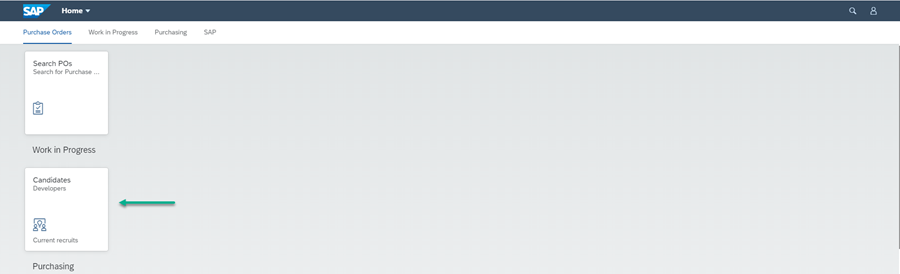 SAP Home
Purchase Orders Work in Progress Purchasing SAP
Search POs
Search for Purchase ...
Work in Progress
Candidates
Developers
Current recruits
Purchasing